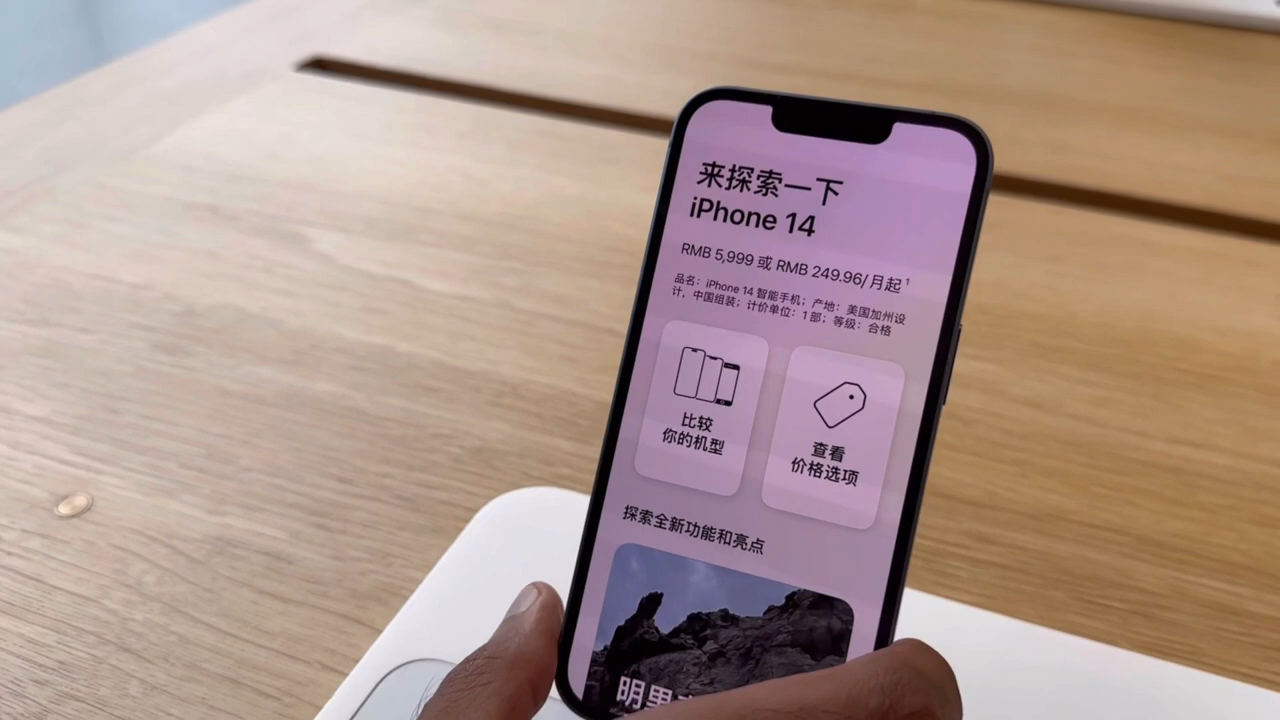 来探索一下
iPhone 14
RMB 5,999 或 RMB 249.96/月起¹
品名：iPhone 14 智能手机；产地：美国加州设
计，中国组装；计价单位：1 部；等级：合格
比较
你的机型
查看
价格选项
探索全新功能和亮点
明